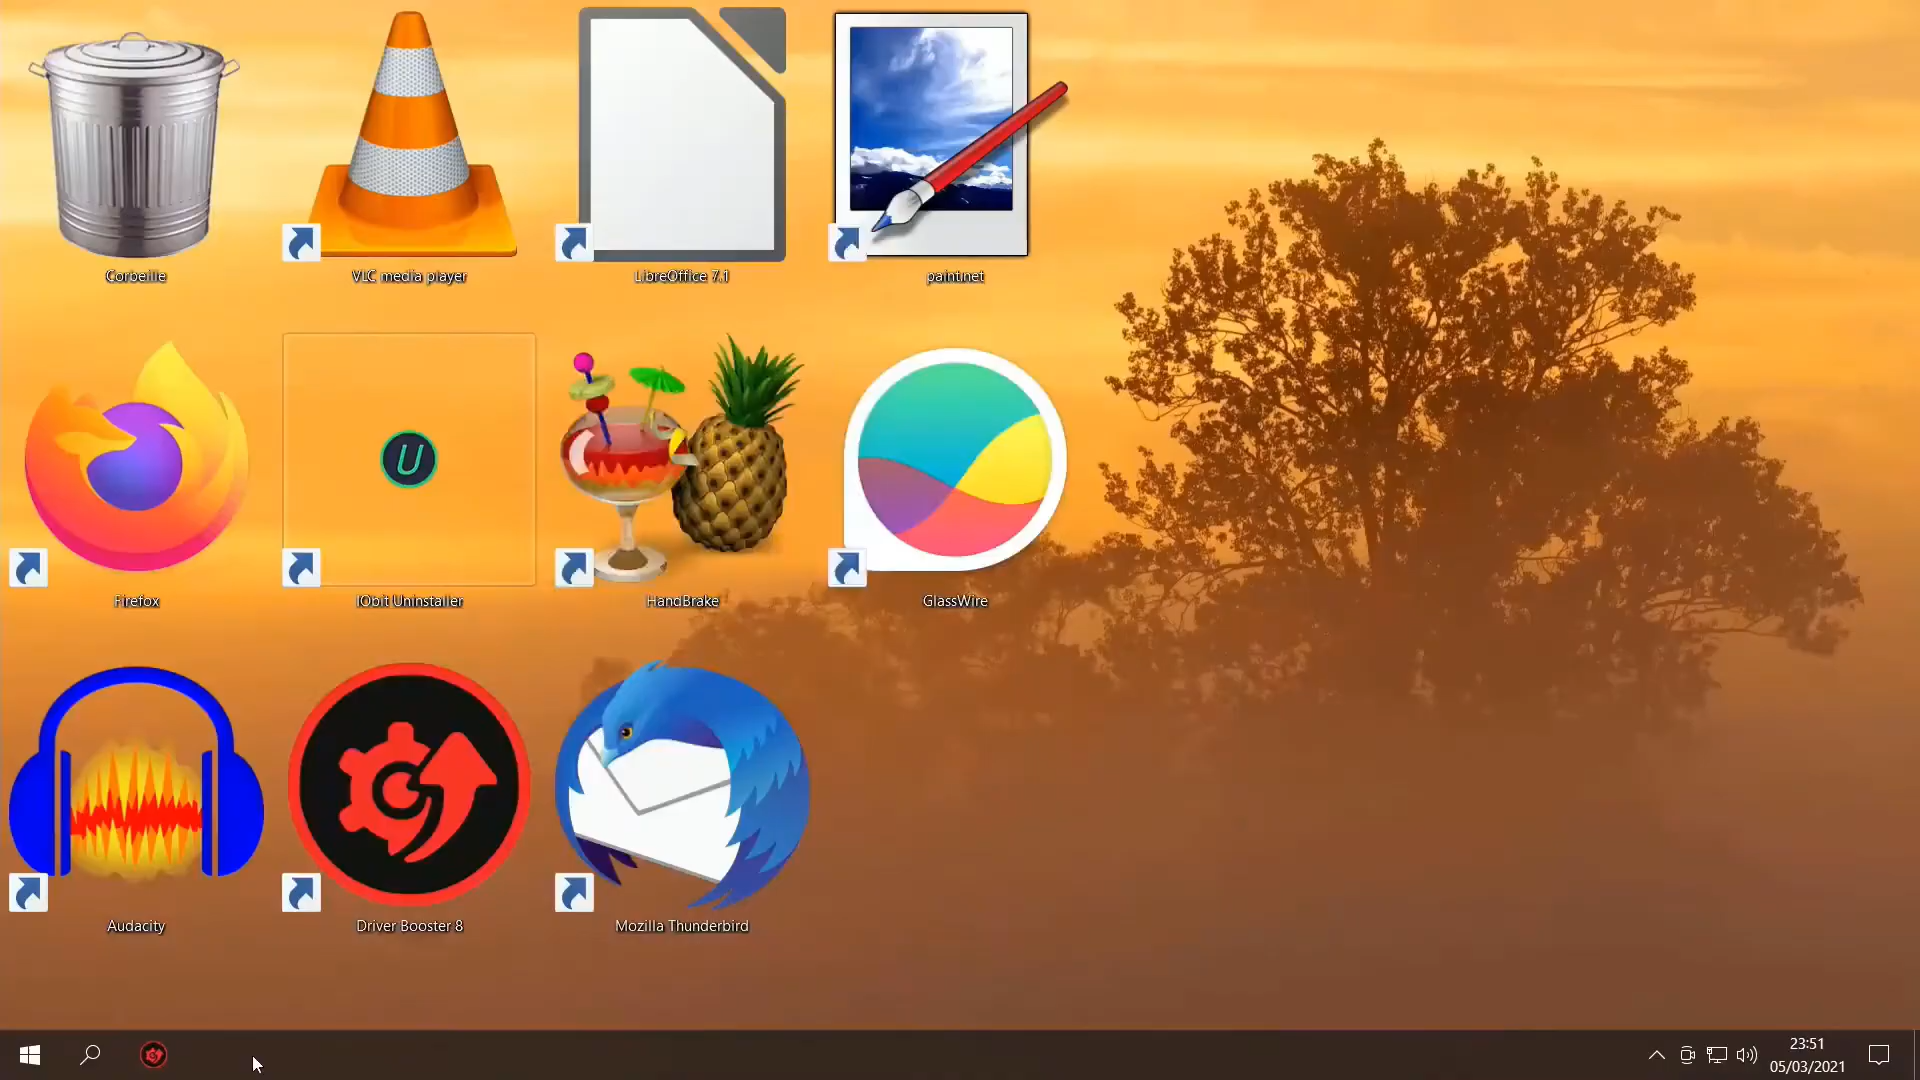 Corbeille
VLC media player
LibreOffice 7.1
paint.net
Firefox
IObit Uninstaller
HandBrake
GlassWire
Audacity
Driver Booster 8
Mozilla Thunderbird
23:51
05/03/2021